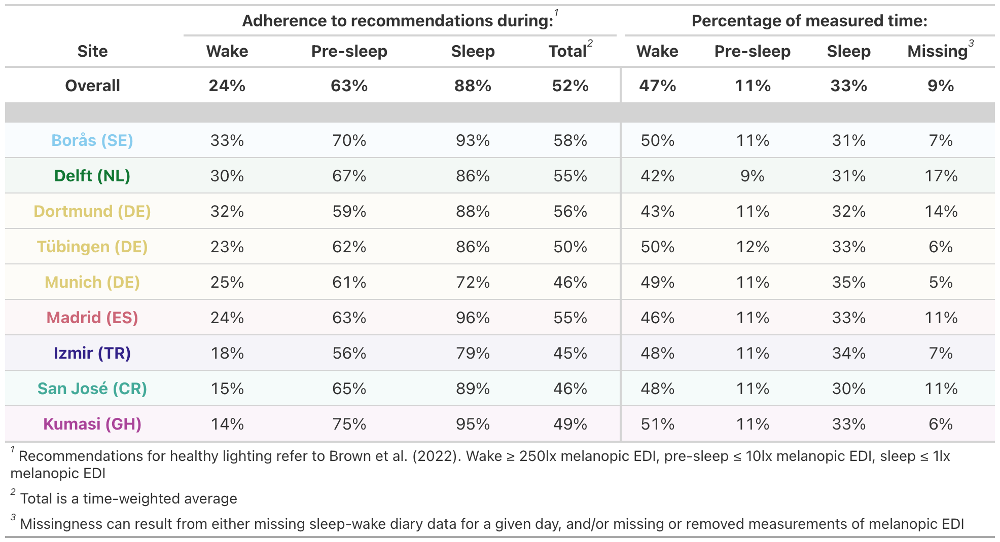 Adherence to recommendations during:1 Percentage of measured time:
Site Wake Pre-sleep Sleep Total2 Wake Pre-sleep Sleep Missing3
Overall 24% 63% 88% 52% 47% 11% 33% 9%
Borås (SE) 33% 70% 93% 58% 50% 11% 31% 7%
Delft (NL) 30% 67% 86% 55% 42% 9% 31% 17%
Dortmund (DE) 32% 59% 88% 56% 43% 11% 32% 14%
Tübingen (DE) 23% 62% 86% 50% 50% 12% 33% 6%
Munich (DE) 25% 61% 72% 46% 49% 11% 35% 5%
Madrid (ES) 24% 63% 96% 55% 46% 11% 33% 11%
Izmir (TR) 18% 56% 79% 45% 48% 11% 34% 7%
San José (CR) 15% 65% 89% 46% 48% 11% 30% 11%
Kumasi (GH) 14% 75% 95% 49% 51% 11% 33% 6%
1 Recommendations for healthy lighting refer to Brown et al. (2022). Wake ≥ 250lx melanopic EDI, pre-sleep ≤ 10lx melanopic EDI, sleep ≤ 1lx
melanopic EDI
2 Total is a time-weighted average
3 Missingness can result from either missing sleep-wake diary data for a given day, and/or missing or removed measurements of melanopic EDI